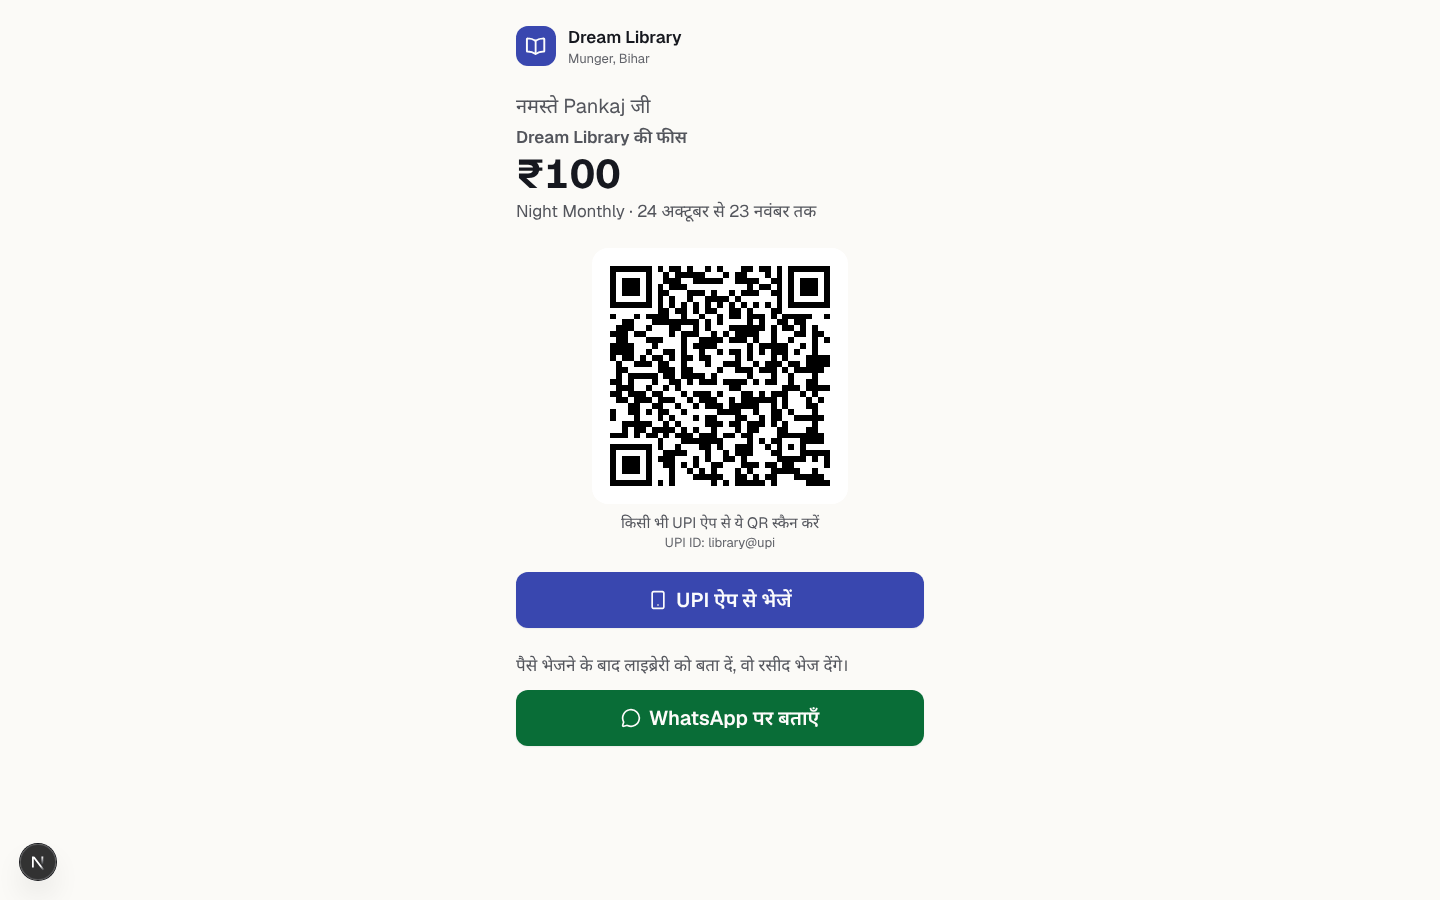 Dream Library
Munger, Bihar
नमस्ते Pankaj जी
Dream Library की फीस
₹100
Night Monthly · 24 अक्टूबर से 23 नवंबर तक
किसी भी UPI ऐप से ये QR स्कैन करें
UPI ID: library@upi
UPI ऐप से भेजें
पैसे भेजने के बाद लाइब्रेरी को बता दें, वो रसीद भेज देंगे।
WhatsApp पर बताएँ
N